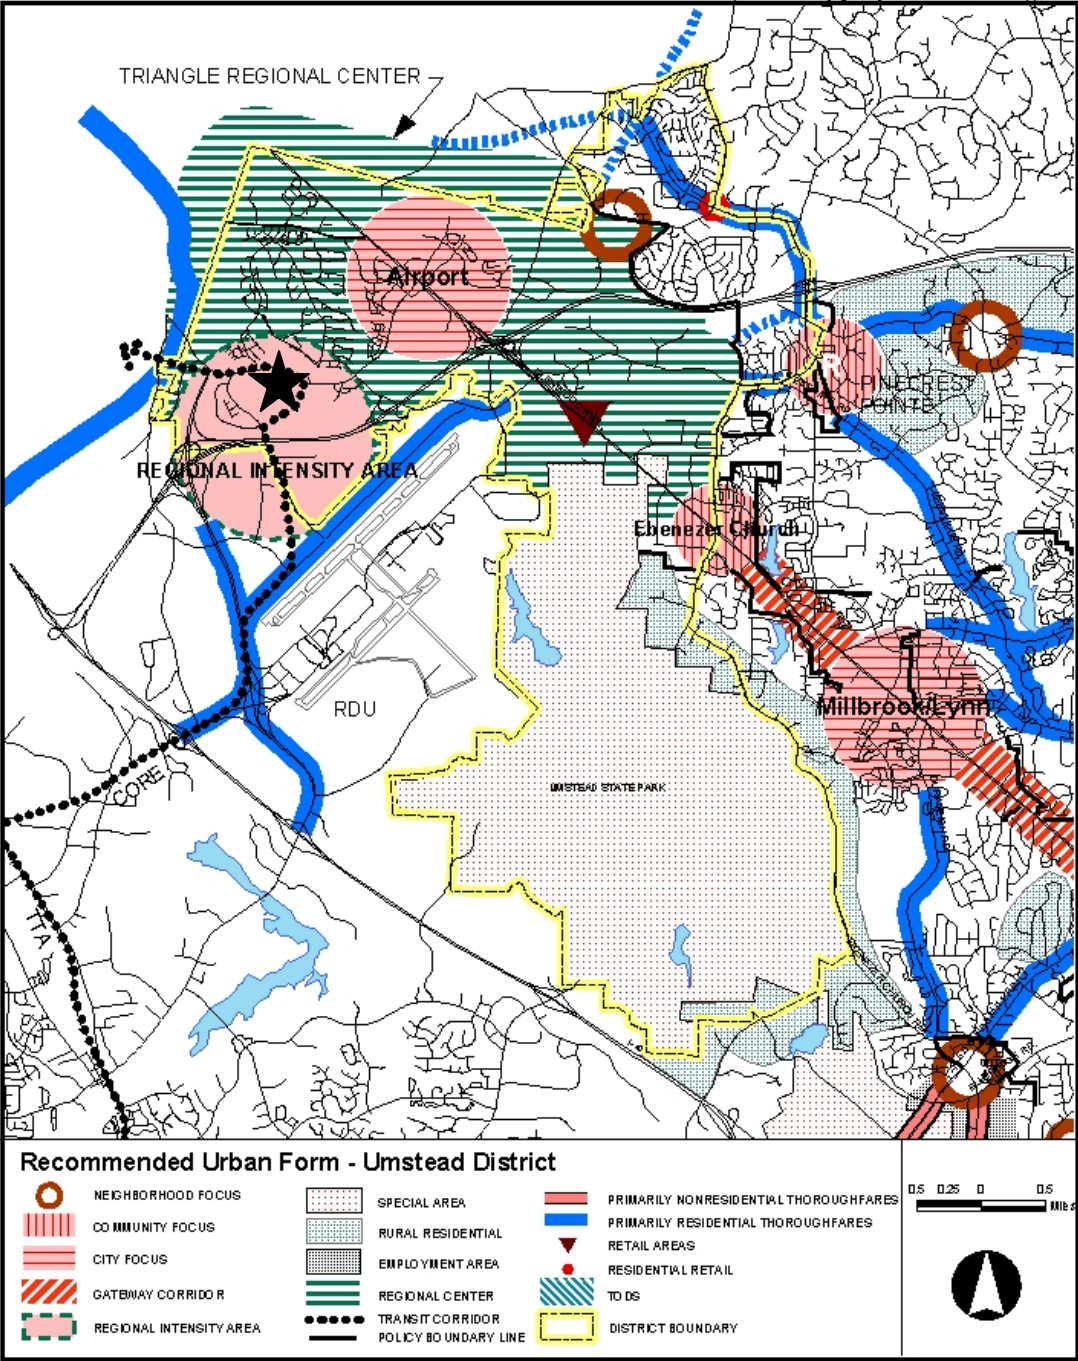 TRIANGLE REGIONAL CENTER
Airport
R
PINECREST
POINTE
REGIONAL INTENSITY AREA
Ebenezer Church
RDU
Millbrook/Lynn
UMSTEAD STATE PARK
CORE
TTA
Recommended Urban Form - Umstead District
NEIGHBORHOOD FOCUS
COMMUNITY FOCUS
CITY FOCUS
GATEWAY CORRIDOR
REGIONAL INTENSITY AREA
SPECIAL AREA
RURAL RESIDENTIAL
EMPLOYMENT AREA
REGIONAL CENTER
TRANSIT CORRIDOR
POLICY BOUNDARY LINE
PRIMARILY NONRESIDENTIAL THOROUGHFARES
PRIMARILY RESIDENTIAL THOROUGHFARES
RETAIL AREAS
RESIDENTIAL RETAIL
TODS
DISTRICT BOUNDARY
0.5 0.25 0 0.5
Miles